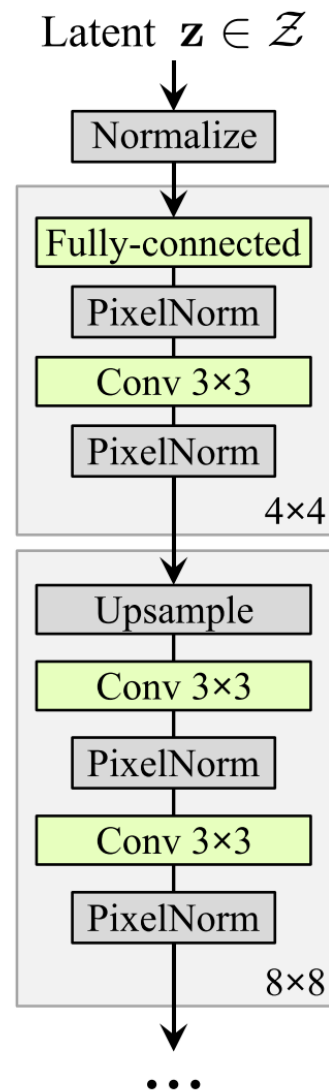 Latent z ∈ 𝒵
Normalize
Fully-connected
PixelNorm
Conv 3×3
PixelNorm
4×4
Upsample
Conv 3×3
PixelNorm
Conv 3×3
PixelNorm
8×8
...